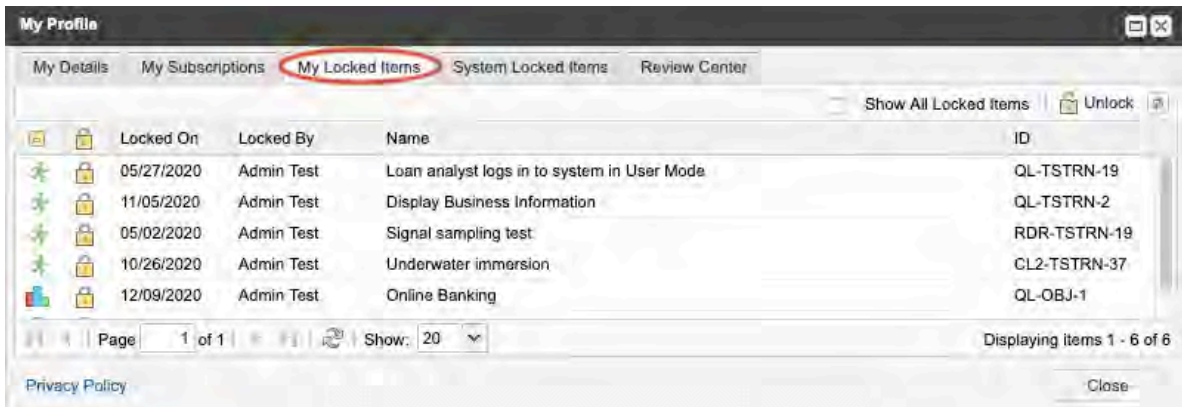 My Profile
My Details My Subscriptions My Locked Items System Locked Items Review Center
Show All Locked Items Unlock
Locked On Locked By Name ID
05/27/2020 Admin Test Loan analyst logs in to system in User Mode QL-TSTRN-19
11/05/2020 Admin Test Display Business Information QL-TSTRN-2
05/02/2020 Admin Test Signal sampling test RDR-TSTRN-19
10/26/2020 Admin Test Underwater immersion CL2-TSTRN-37
12/09/2020 Admin Test Online Banking QL-OBJ-1
Page 1 of 1 Show: 20 Displaying items 1 - 6 of 6
Privacy Policy Close